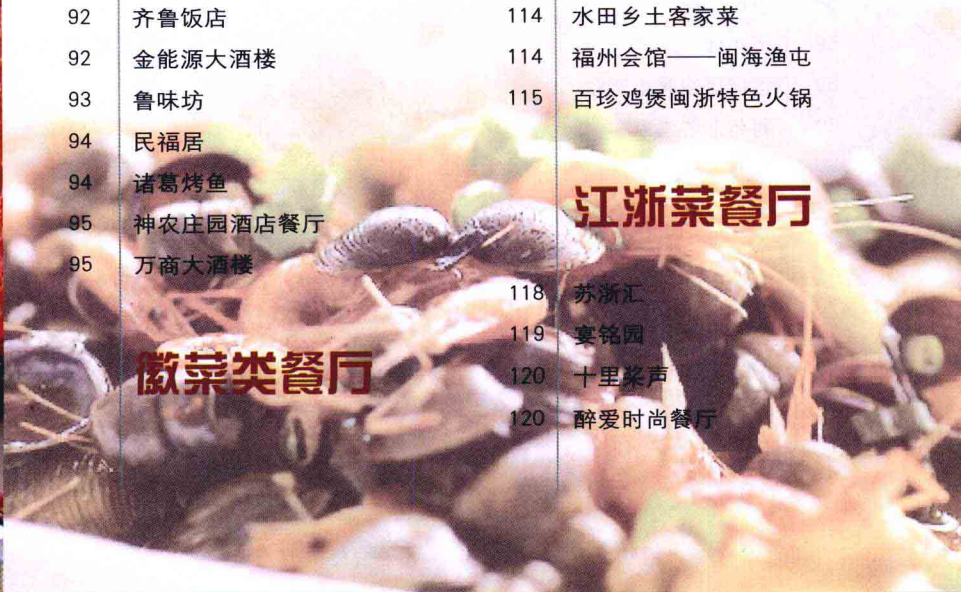 92 齐鲁饭店
92 金能源大酒楼
93 鲁味坊
94 民福居
94 诸葛烤鱼
95 神农庄园酒店餐厅
95 万商大酒楼
徽菜类餐厅
114 水田乡土客家菜
114 福州会馆——闽海渔屯
115 百珍鸡煲闽浙特色火锅
江浙菜餐厅
118 苏浙汇
119 宴铭园
120 十里桨声
120 醉爱时尚餐厅